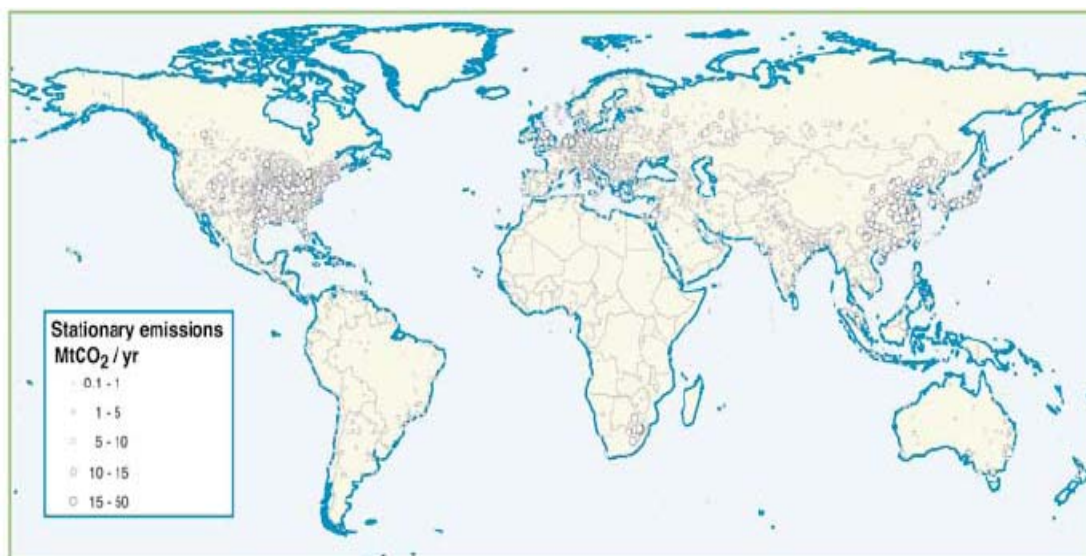 Stationary emissions
MtCO₂ / yr
0.1 - 1
1 - 5
5 - 10
10 - 15
15 - 50